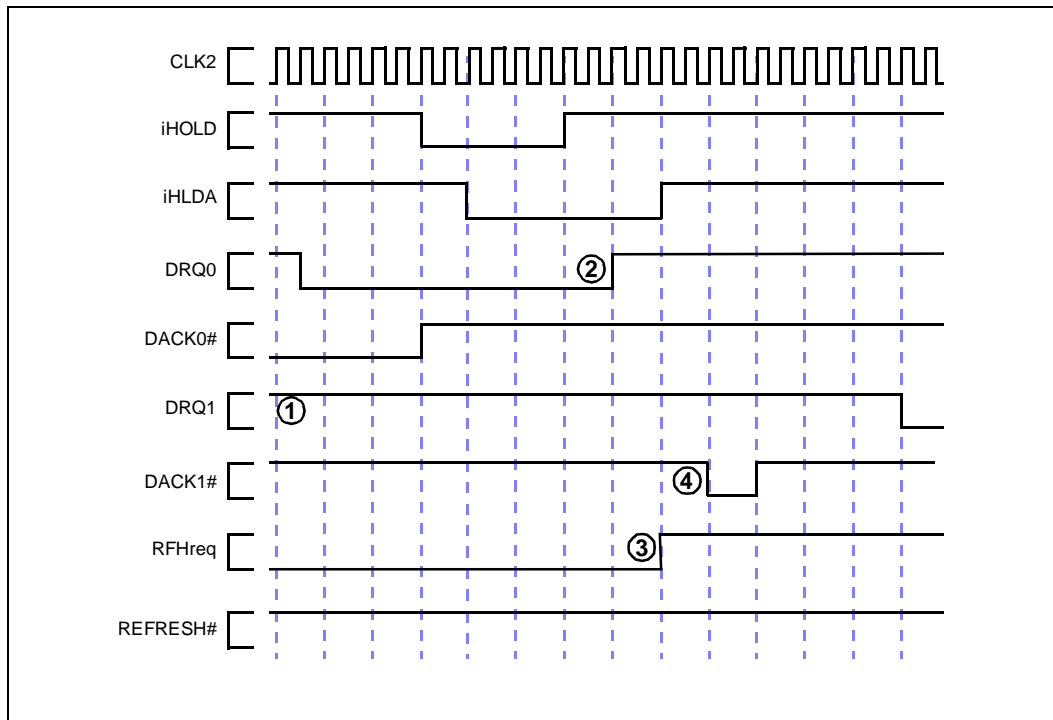 CLK2
iHOLD
iHLDA
DRQ0
2
DACK0#
DRQ1
1
DACK1#
4
RFHreq
3
REFRESH#